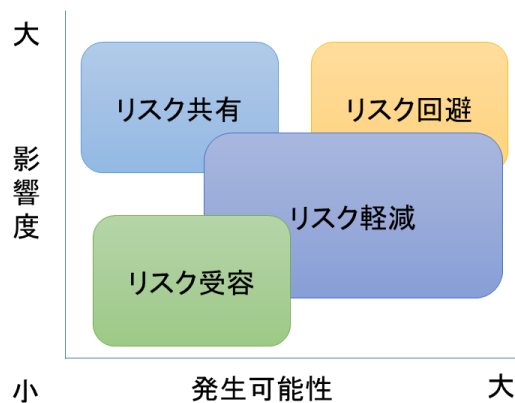 大
リスク共有
リスク回避
影響度
リスク軽減
リスク受容
小
発生可能性
大